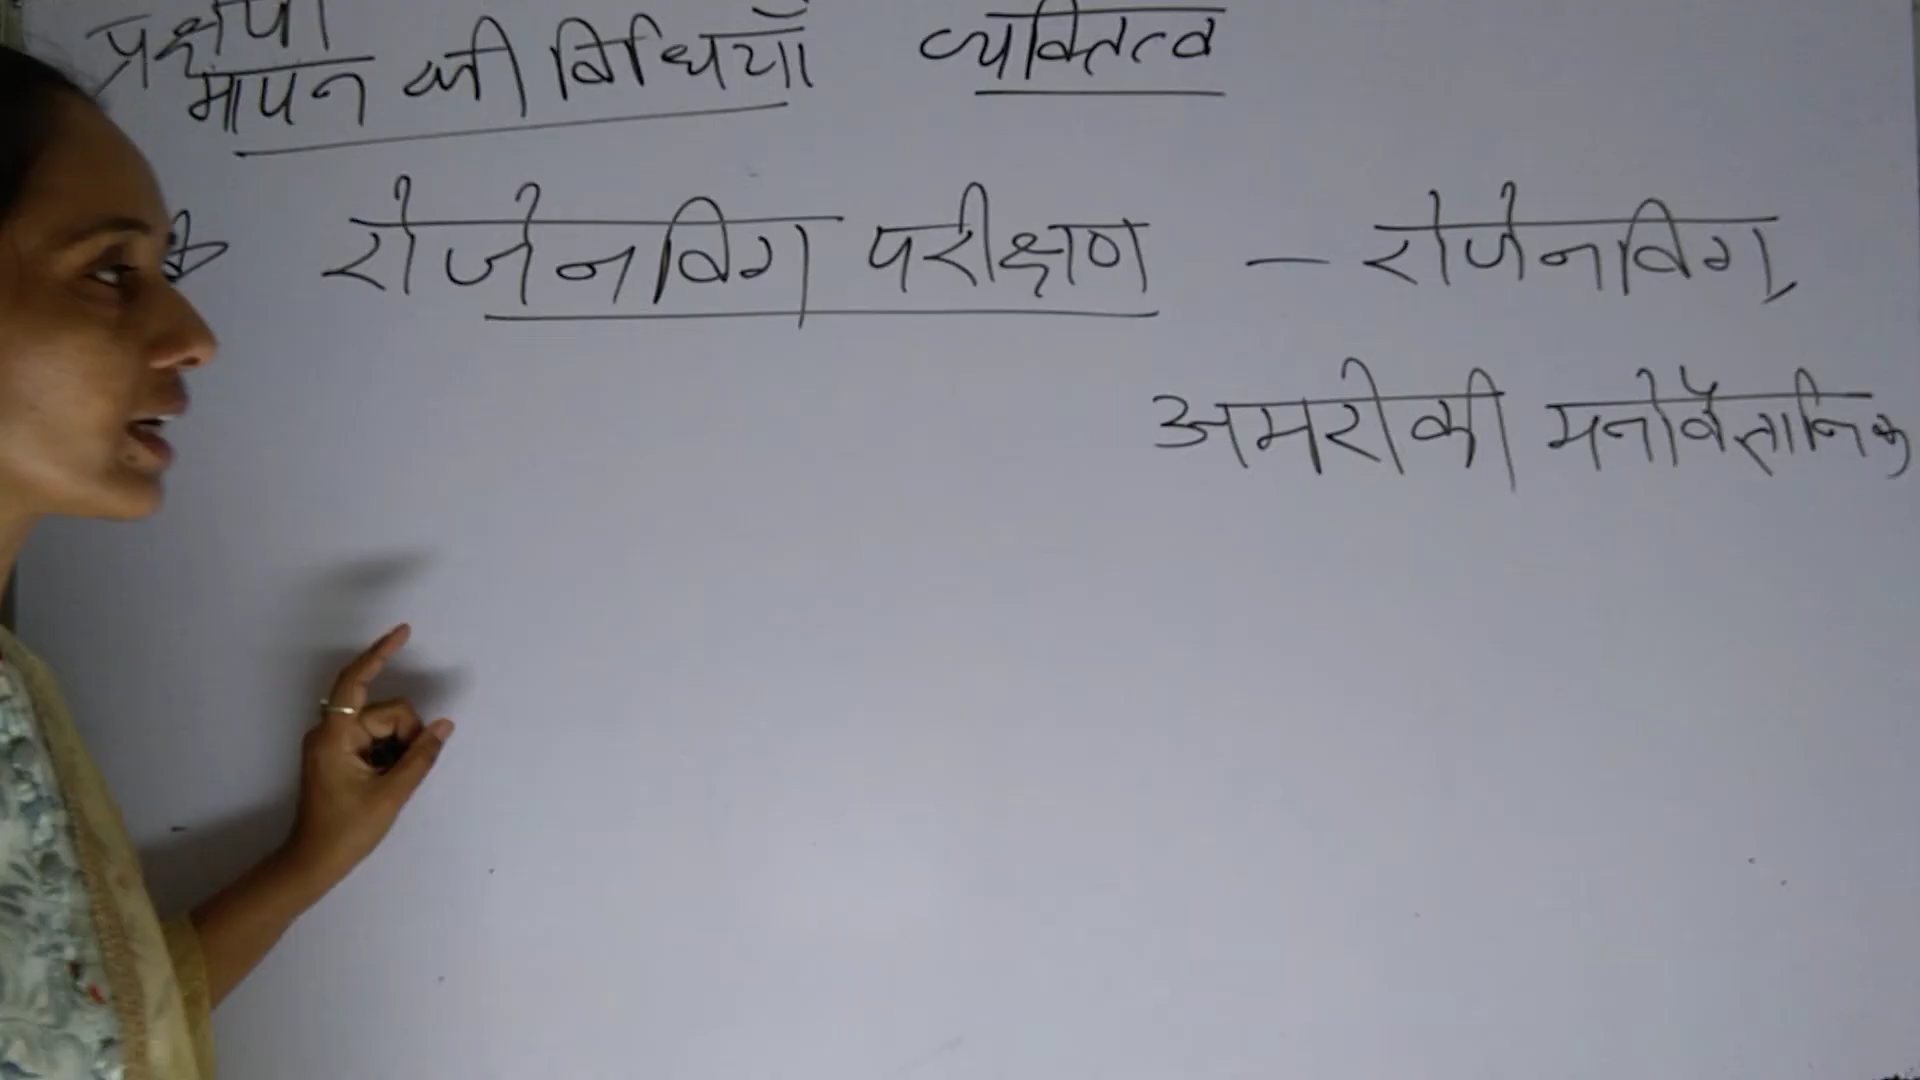 प्रक्षेपी
मापन की विधियाँ व्यक्तित्व
रोजेनविग परीक्षण – रोजेनविग,
अमरीकी मनोवैज्ञानिक